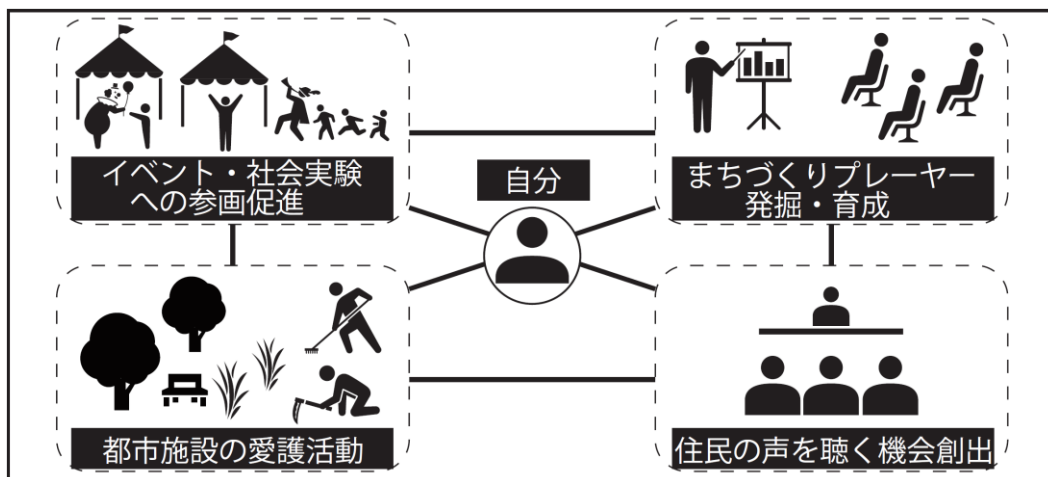 イベント・社会実験
への参画促進
自分
まちづくりプレーヤー
発掘・育成
都市施設の愛護活動
住民の声を聴く機会創出